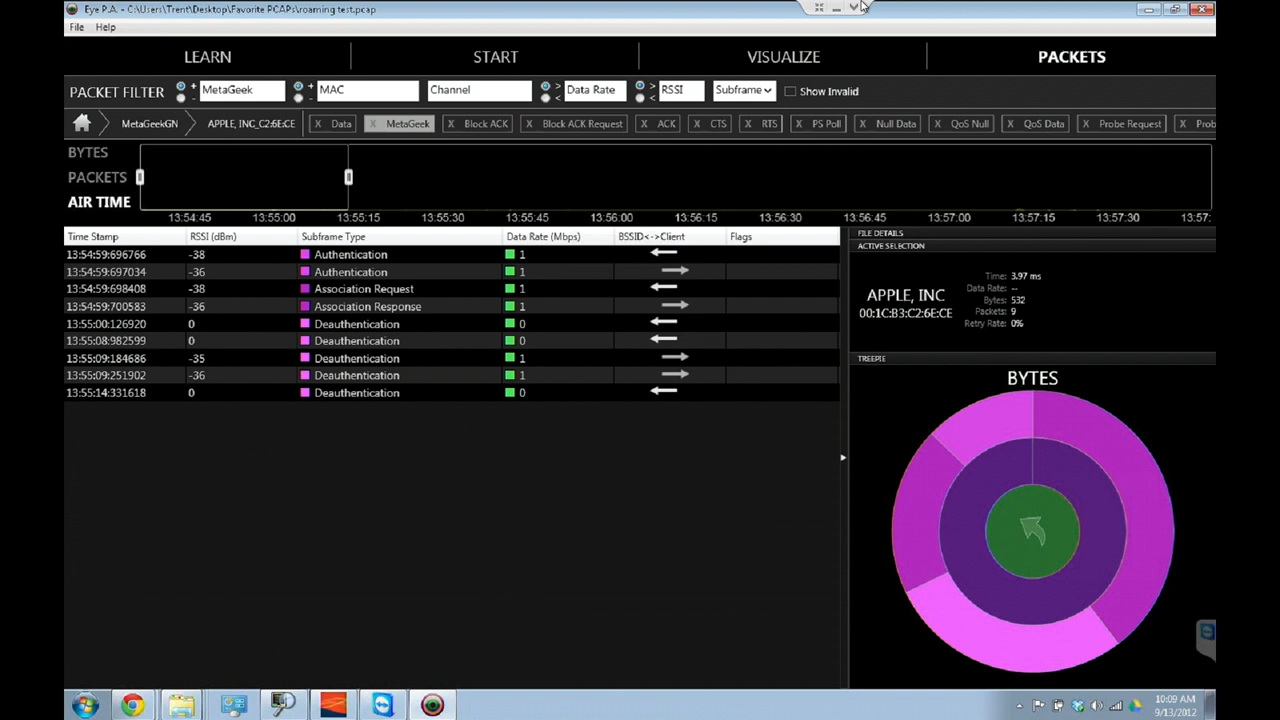 Eye P.A. - C:\Users\Trent\Desktop\Favorite PCAPs\roaming test.pcap
File Help
LEARN START VISUALIZE PACKETS
PACKET FILTER + MetaGeek - + MAC - Channel > Data Rate < > RSSI < Subframe Show Invalid
MetaGeekGN APPLE, INC_C2:6E:CE X Data X MetaGeek X Block ACK X Block ACK Request X ACK X CTS X RTS X PS Poll X Null Data X QoS Null X QoS Data X Probe Request X Prob
BYTES
PACKETS
AIR TIME
13:54:45 13:55:00 13:55:15 13:55:30 13:55:45 13:56:00 13:56:15 13:56:30 13:56:45 13:57:00 13:57:15 13:57:
Time Stamp RSSI (dBm) Subframe Type Data Rate (Mbps) BSSID<->Client Flags
13:54:59:696766 -38 Authentication 1
13:54:59:697034 -36 Authentication 1
13:54:59:698408 -38 Association Request 1
13:54:59:700583 -36 Association Response 1
13:55:00:126920 0 Deauthentication 0
13:55:08:982599 0 Deauthentication 0
13:55:09:184686 -35 Deauthentication 1
13:55:09:251902 -36 Deauthentication 1
13:55:14:331618 0 Deauthentication 0
FILE DETAILS
ACTIVE SELECTION
APPLE, INC
00:1C:B3:C2:6E:CE
Time: 3.97 ms
Data Rate: --
Bytes: 532
Packets: 9
Retry Rate: 0%
TREEPIE
BYTES
10:09 AM
9/13/2012